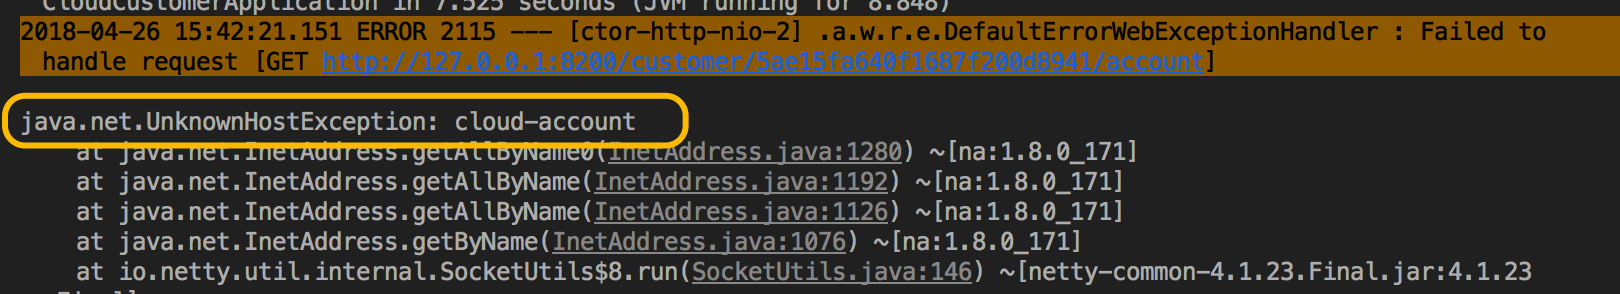 CloudCustomerApplication in 7.525 seconds (JVM running for 8.848)
2018-04-26 15:42:21.151 ERROR 2115 --- [ctor-http-nio-2] .a.w.r.e.DefaultErrorWebExceptionHandler : Failed to
handle request [GET http://127.0.0.1:8200/customer/5ae15fa640f1687f200d8941/account]
java.net.UnknownHostException: cloud-account
at java.net.InetAddress.getAllByName0(InetAddress.java:1280) ~[na:1.8.0_171]
at java.net.InetAddress.getAllByName(InetAddress.java:1192) ~[na:1.8.0_171]
at java.net.InetAddress.getAllByName(InetAddress.java:1126) ~[na:1.8.0_171]
at java.net.InetAddress.getByName(InetAddress.java:1076) ~[na:1.8.0_171]
at io.netty.util.internal.SocketUtils$8.run(SocketUtils.java:146) ~[netty-common-4.1.23.Final.jar:4.1.23